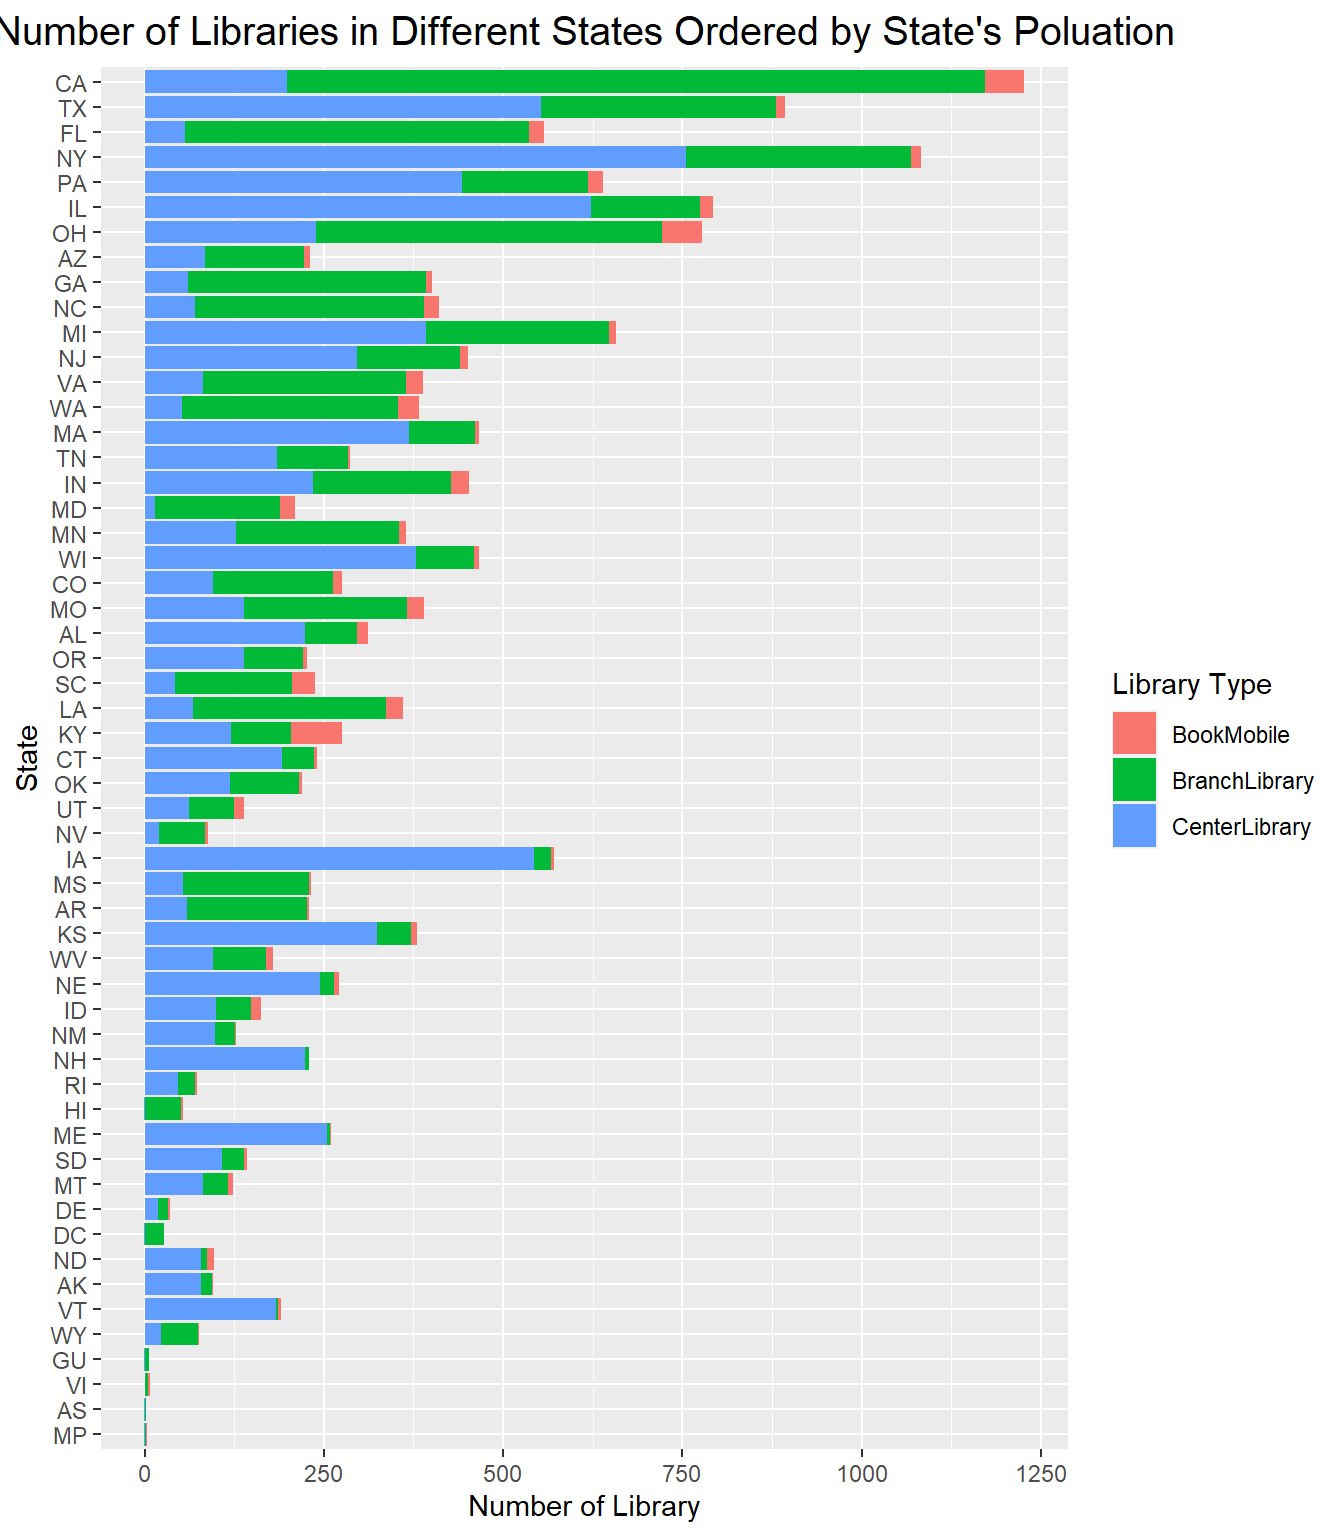 Number of Libraries in Different States Ordered by State's Poluation
CA
TX
FL
NY
PA
IL
OH
AZ
GA
NC
MI
NJ
VA
WA
MA
TN
IN
MD
MN
WI
CO
MO
AL
OR
SC
LA
KY
CT
OK
UT
NV
IA
MS
AR
KS
WV
NE
ID
NM
NH
RI
HI
ME
SD
MT
DE
DC
ND
AK
VT
WY
GU
VI
AS
MP
State
0 250 500 750 1000 1250
Number of Library
Library Type
BookMobile
BranchLibrary
CenterLibrary